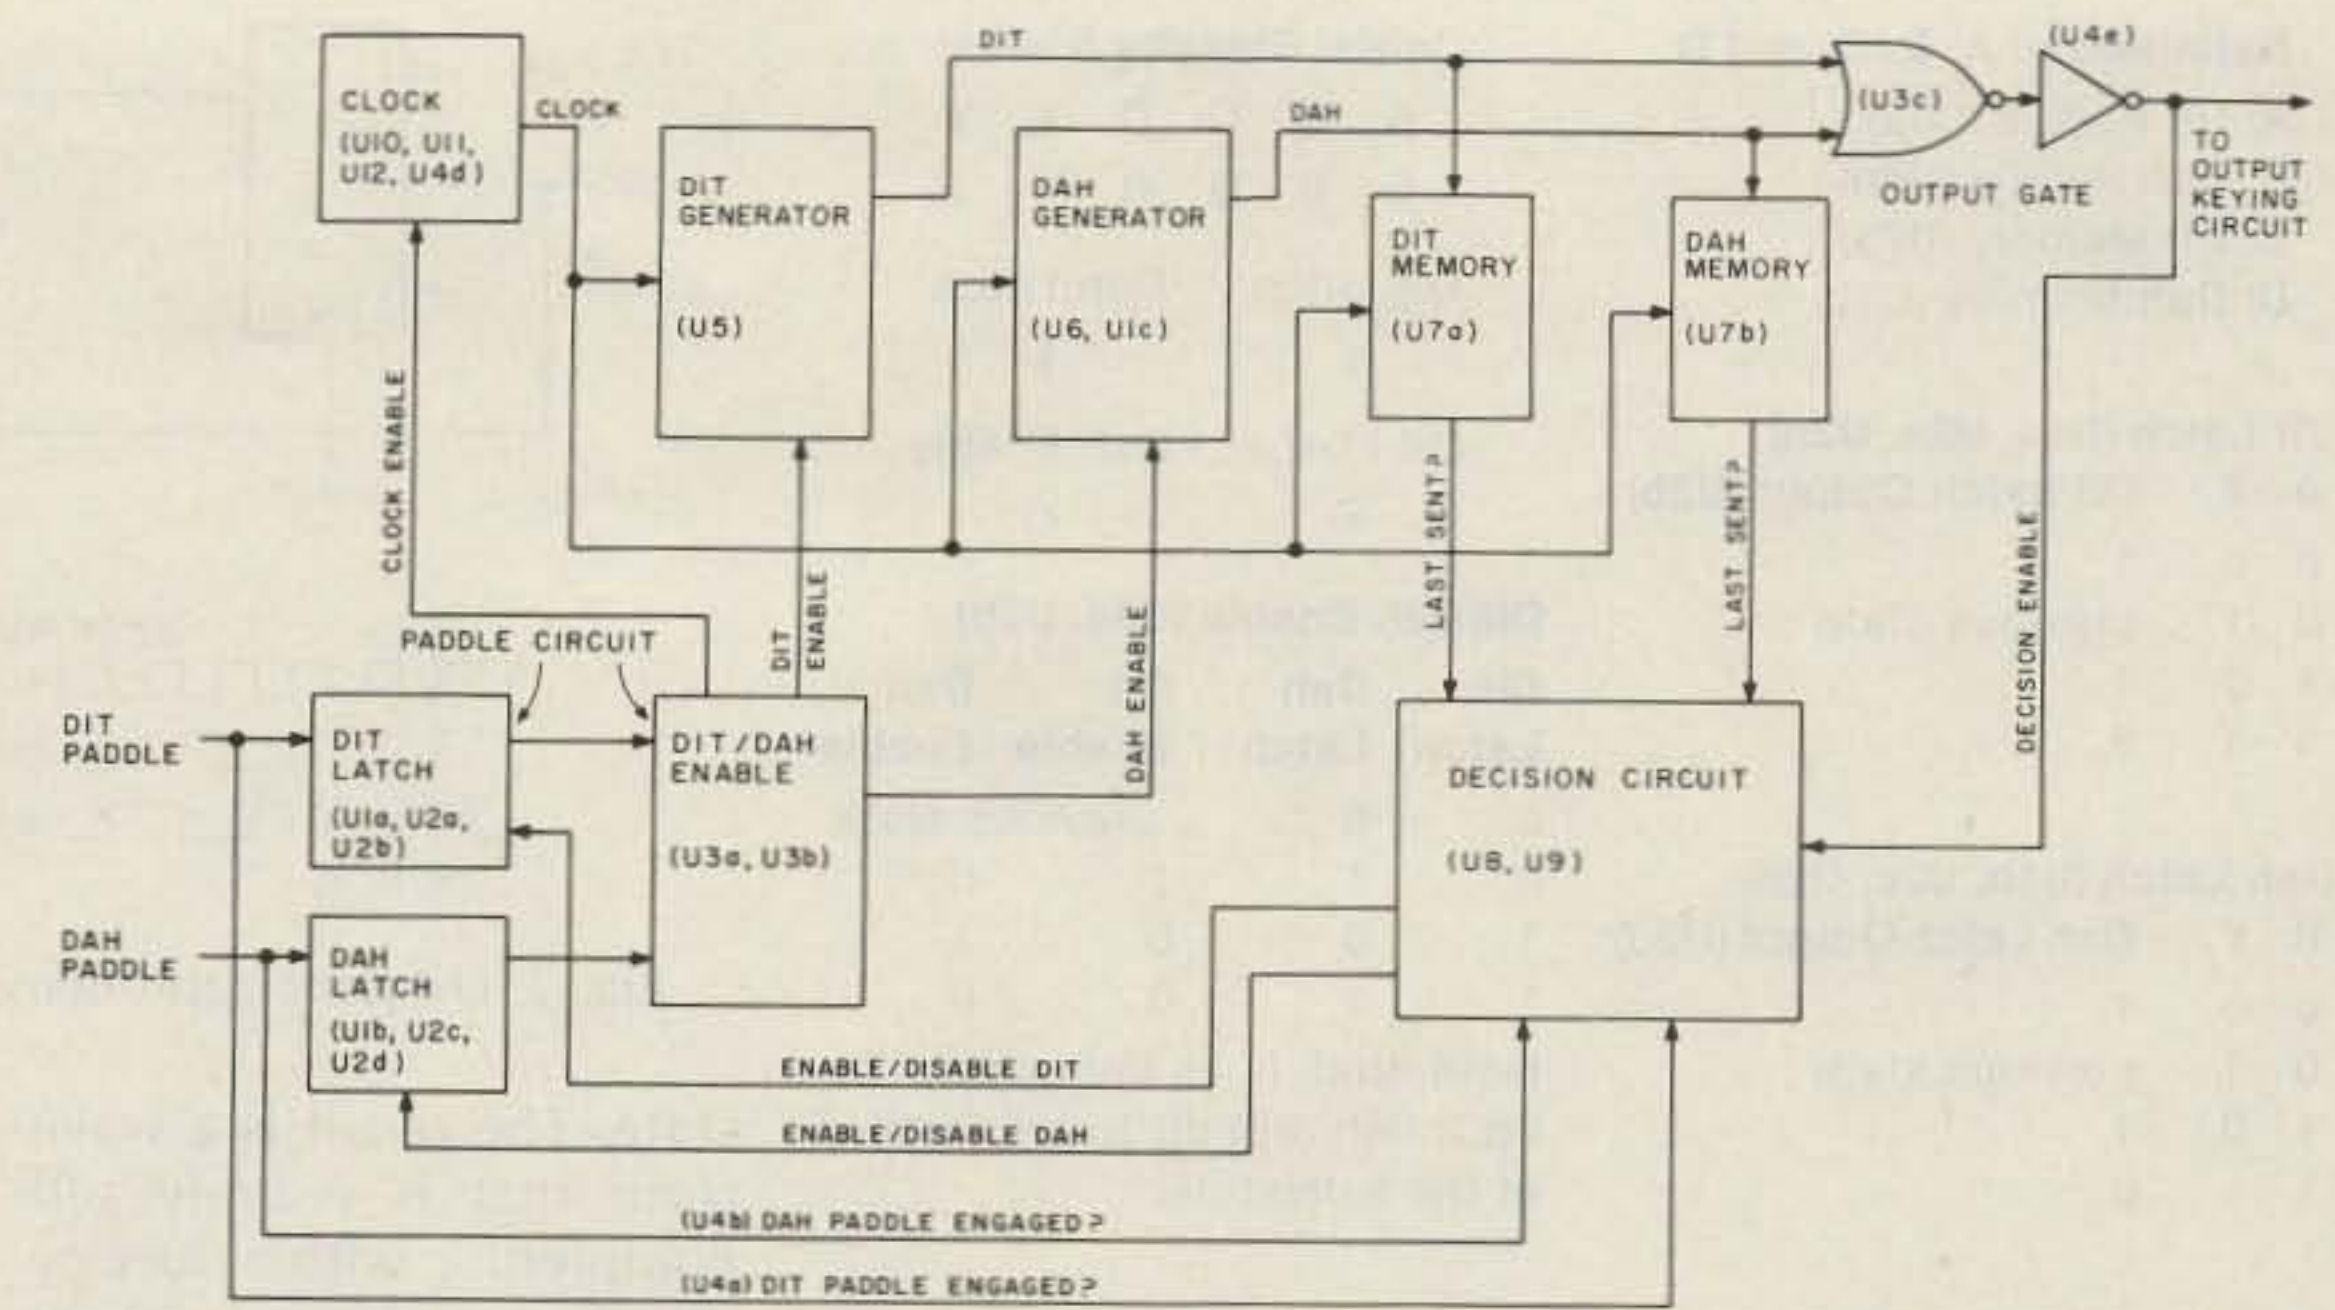 DIT
(U4e)
CLOCK
(U10, U11,
U12, U4d)
CLOCK
DAH
(U3c)
TO
OUTPUT
KEYING
CIRCUIT
DIT
GENERATOR
(U5)
DAH
GENERATOR
(U6, U1c)
OUTPUT GATE
DIT
MEMORY
(U7a)
DAH
MEMORY
(U7b)
CLOCK ENABLE
LAST SENT?
LAST SENT?
DECISION ENABLE
DIT
ENABLE
DAH ENABLE
PADDLE CIRCUIT
DIT
PADDLE
DIT
LATCH
(U1a, U2a,
U2b)
DIT/DAH
ENABLE
(U3a, U3b)
DECISION CIRCUIT
(U8, U9)
DAH
PADDLE
DAH
LATCH
(U1b, U2c,
U2d)
ENABLE/DISABLE DIT
ENABLE/DISABLE DAH
(U4b) DAH PADDLE ENGAGED?
(U4a) DIT PADDLE ENGAGED?